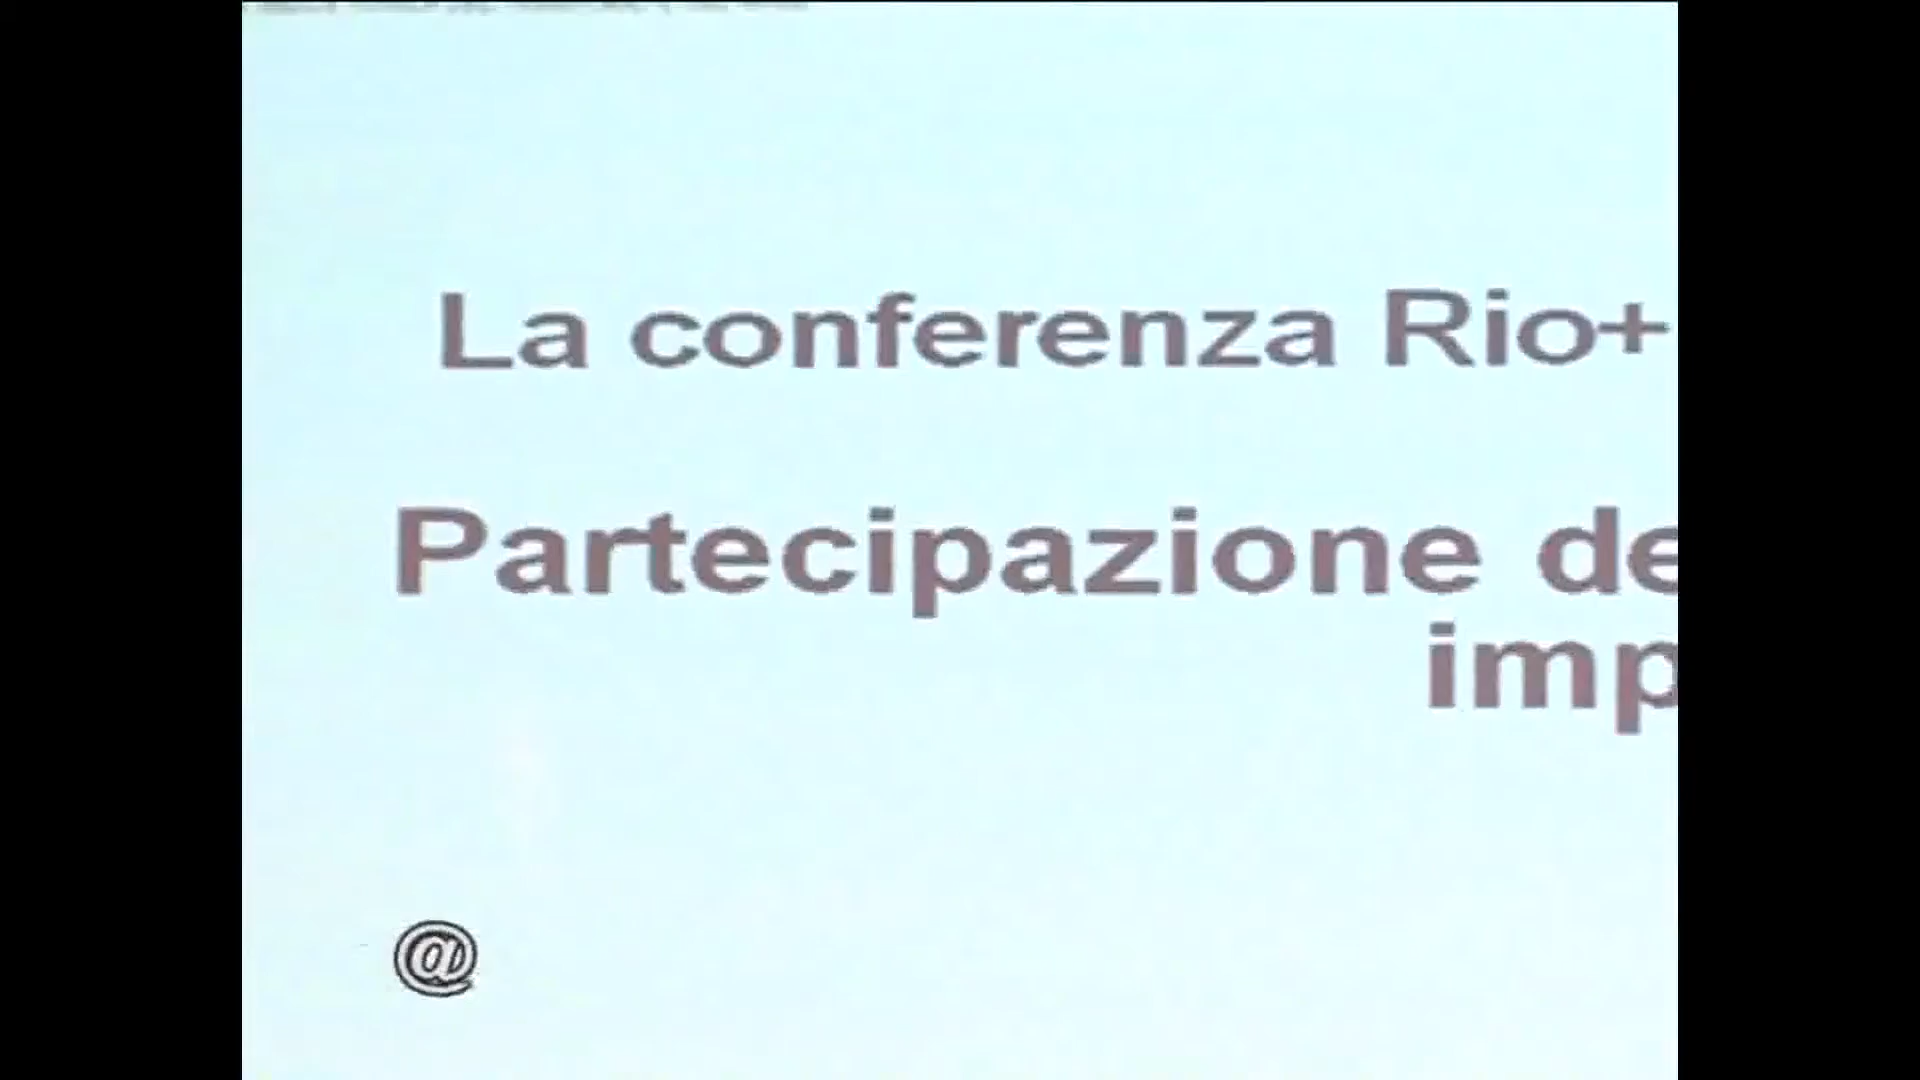 La conferenza Rio+
Partecipazione de
imp
@